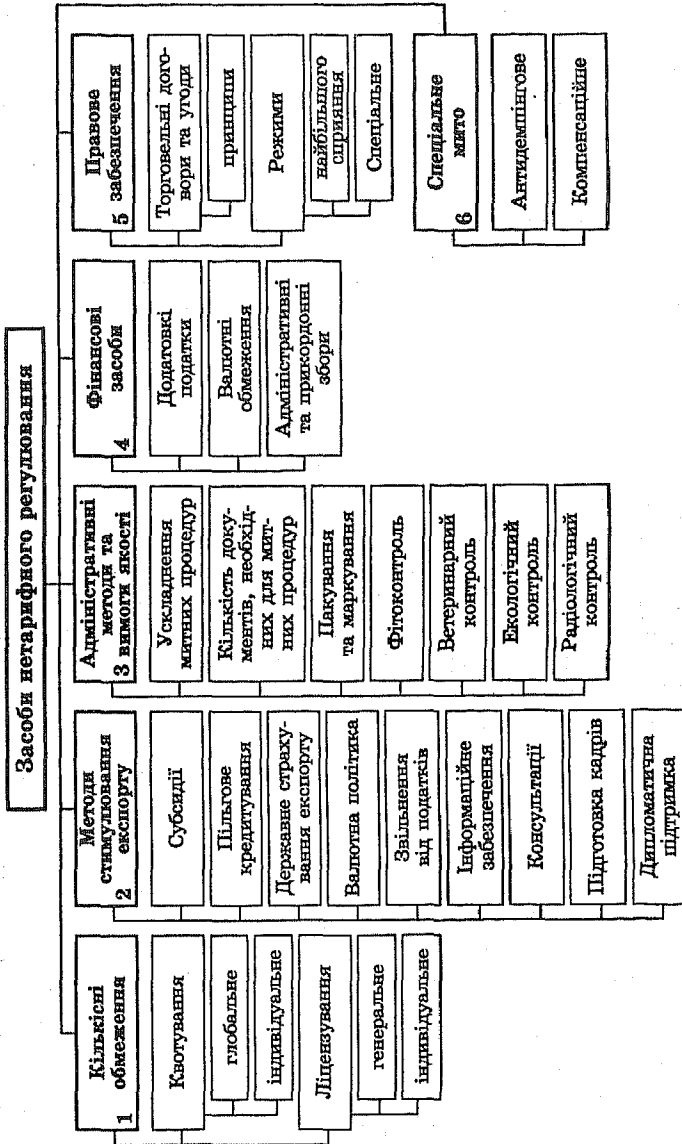 Засоби нетарифного регулювання
Кількісні
обмеження
1
Квотування
глобальне
індивідуальне
Ліцензування
генеральне
індивідуальне
Методи
стимулювання
експорту
2
Субсидії
Пільгове
кредитування
Державне страху-
вання експорту
Валютна політика
Звільнення
від податків
Інформаційне
забезпечення
Консультації
Підготовка кадрів
Дипломатична
підтримка
Адміністративні
методи та
3 вимоги якості
Ускладнення
митних процедур
Кількість доку-
ментів, необхід-
них для мит-
них процедур
Пакування
та маркування
Фітоконтроль
Ветеринарний
контроль
Екологічний
контроль
Радіологічний
контроль
Фінансові
засоби
4
Додаткові
податки
Валютні
обмеження
Адміністративні
та прикордонні
збори
Правове
5 забезпечення
Торговельні дого-
вори та угоди
принципи
Режими
найбільшого
сприяння
Спеціальне
Спеціальне
мито
6
Антидемпінгове
Компенсаційне